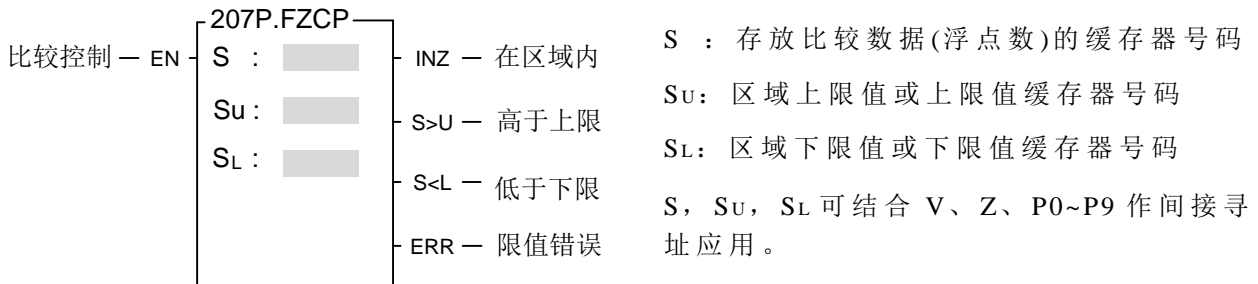 207P.FZCP
比较控制 EN S : INZ 在区域内
Su : S>U 高于上限
SL : S<L 低于下限
ERR 限值错误
S ：存放比较数据(浮点数)的缓存器号码
SU：区域上限值或上限值缓存器号码
SL：区域下限值或下限值缓存器号码
S，SU，SL 可结合 V、Z、P0~P9 作间接寻
址应用。